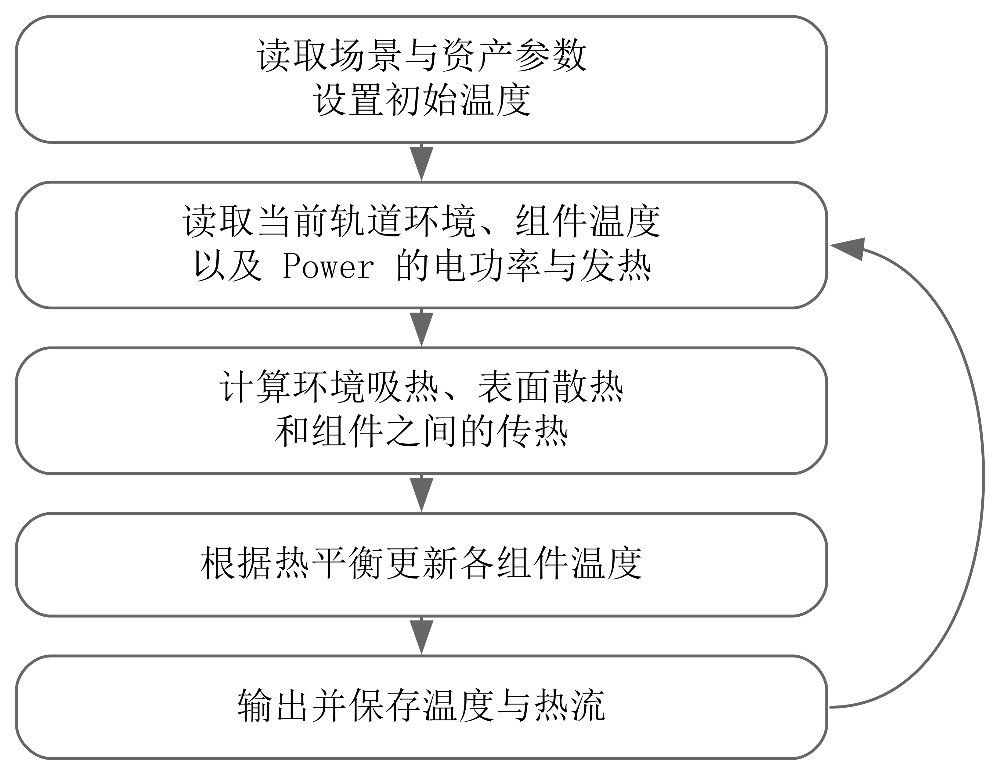 读取场景与资产参数
设置初始温度
读取当前轨道环境、组件温度
以及 Power 的电功率与发热
计算环境吸热、表面散热
和组件之间的传热
根据热平衡更新各组件温度
输出并保存温度与热流